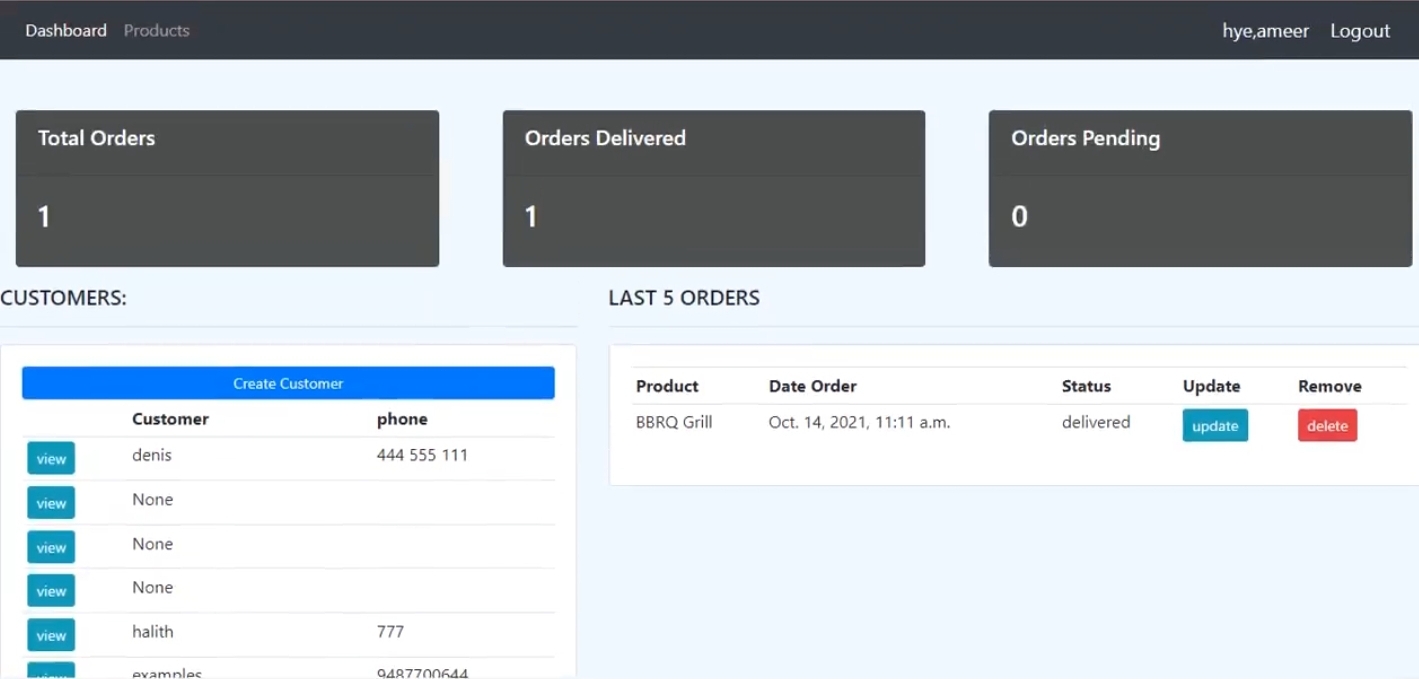 Dashboard Products hye,ameer Logout
Total Orders
1
Orders Delivered
1
Orders Pending
0
CUSTOMERS:
Create Customer
Customer phone
view denis 444 555 111
view None
view None
view None
view halith 777
view examples 9487700644
LAST 5 ORDERS
Product Date Order Status Update Remove
BBRQ Grill Oct. 14, 2021, 11:11 a.m. delivered update delete